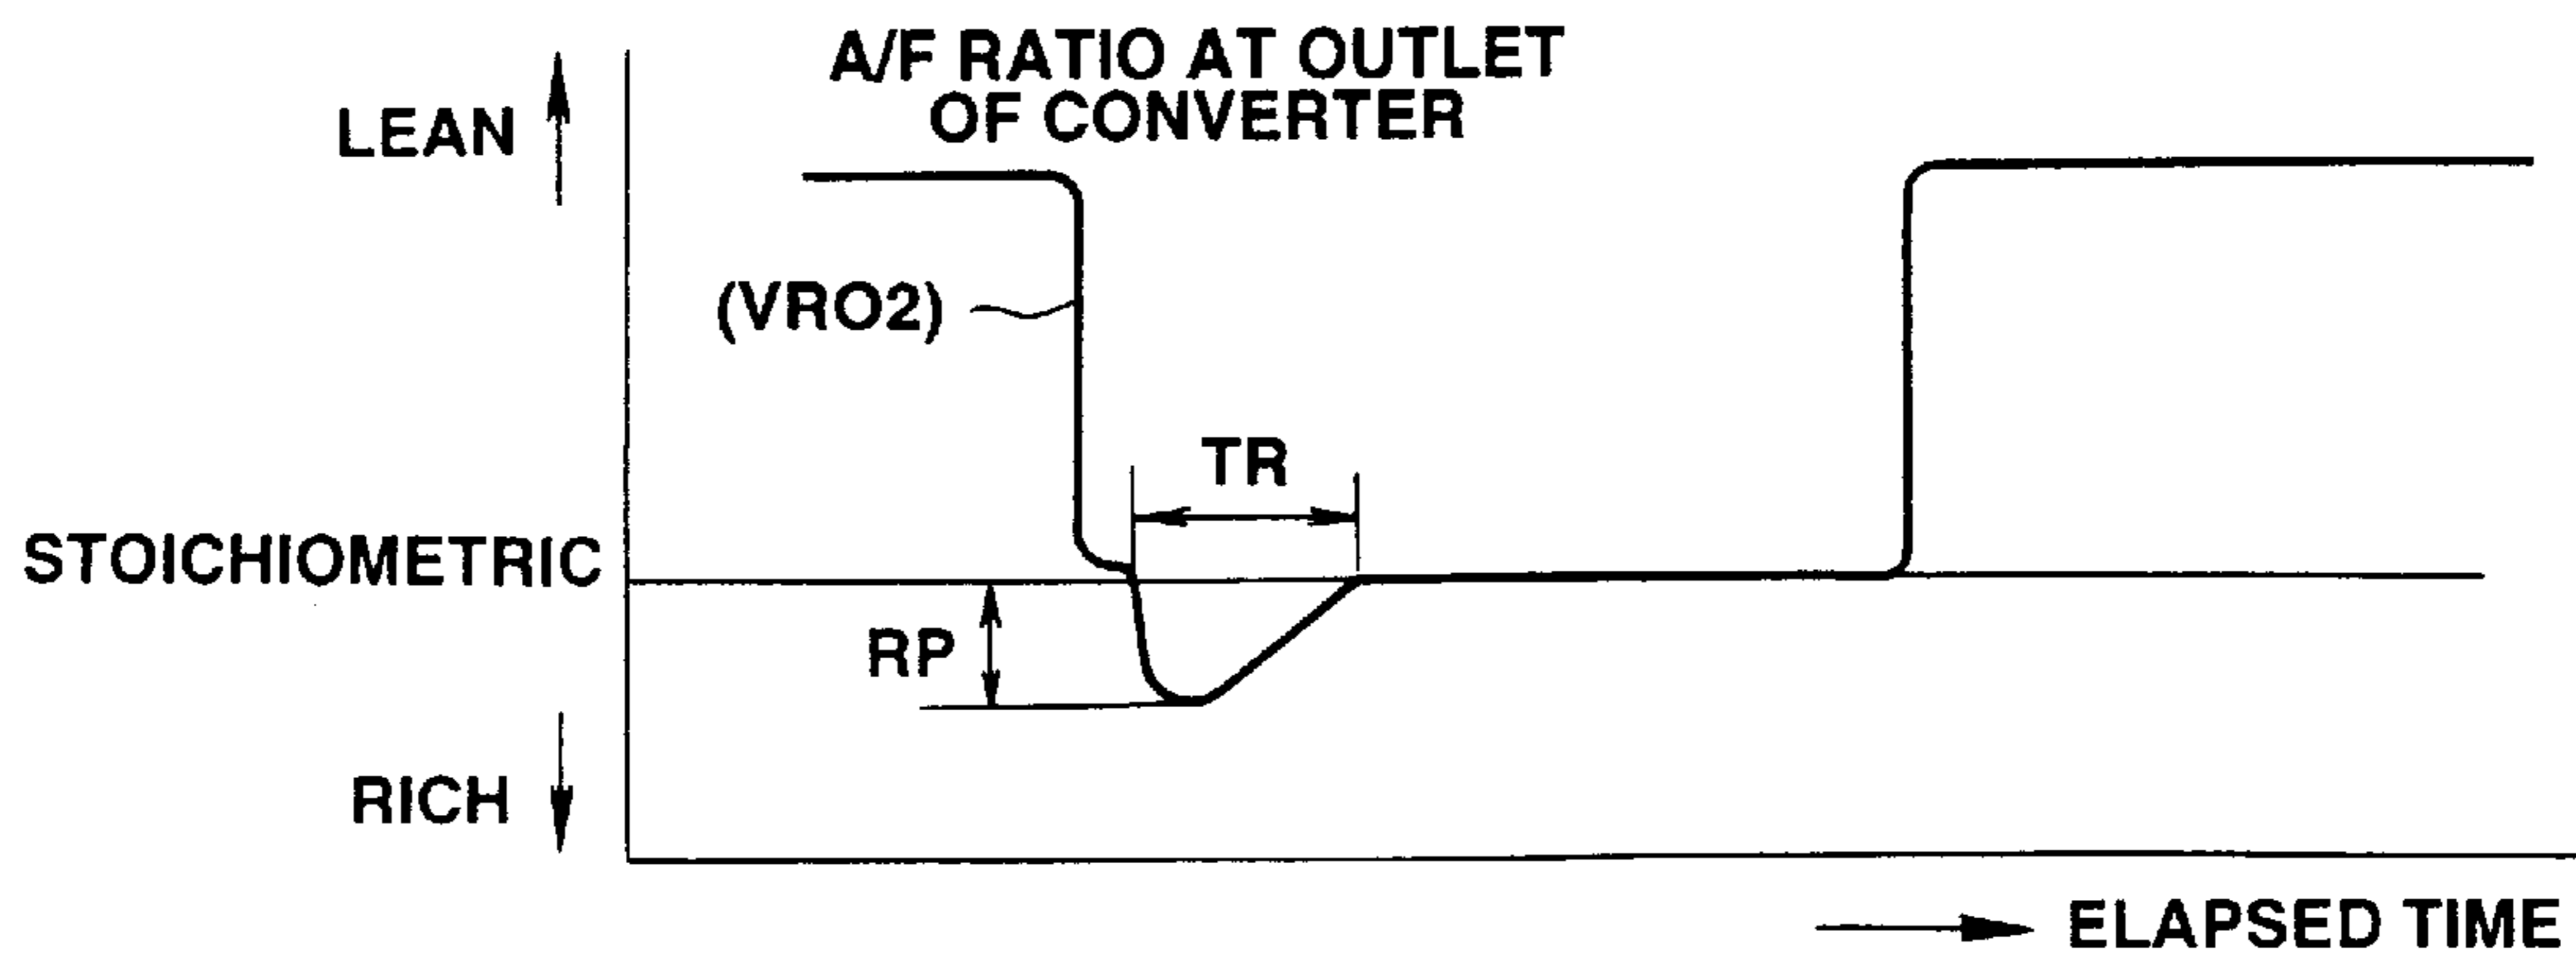 A/F RATIO AT OUTLET
OF CONVERTER
LEAN
(VRO2)
TR
STOICHIOMETRIC
RP
RICH
ELAPSED TIME